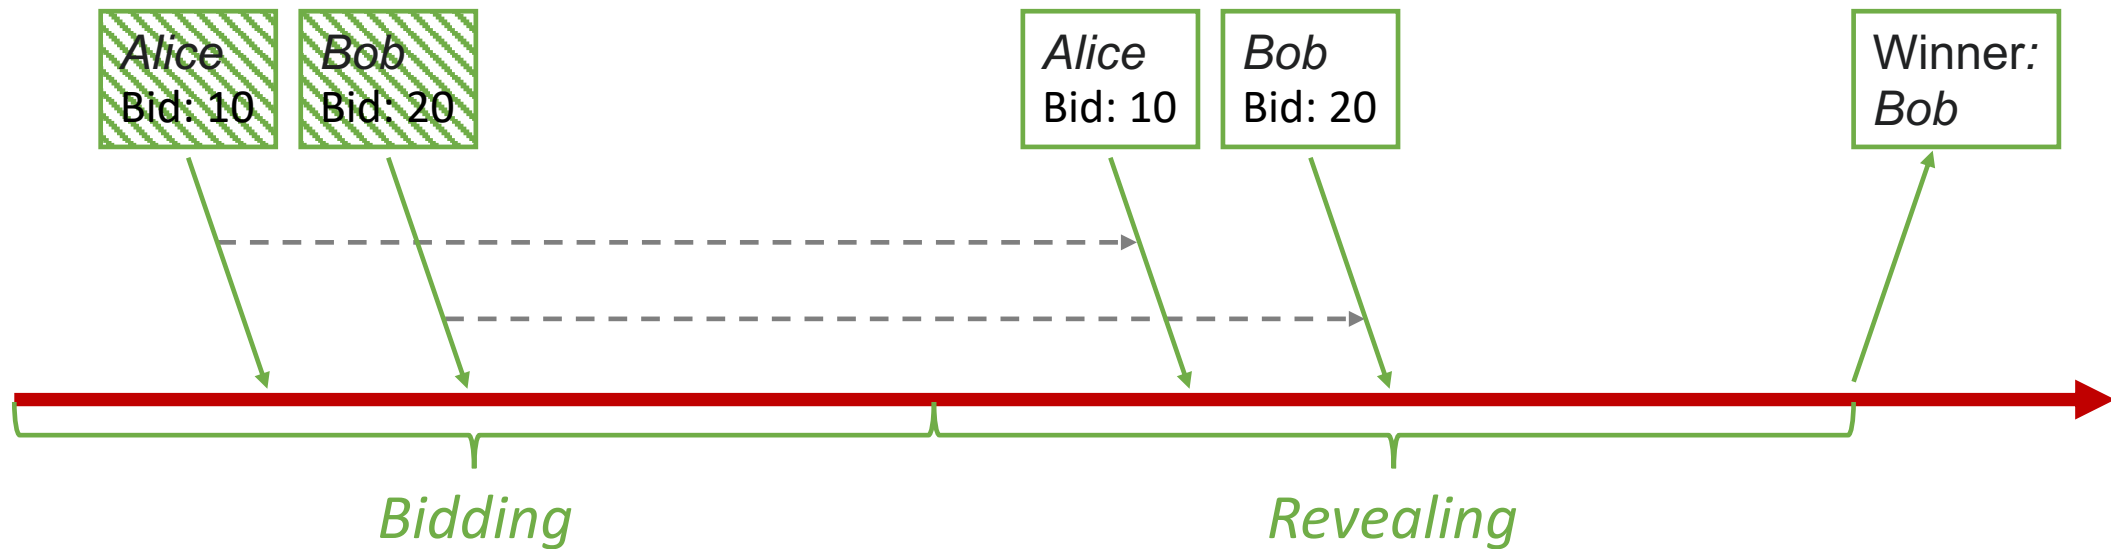 Alice
Bid: 10
Bob
Bid: 20
Alice
Bid: 10
Bob
Bid: 20
Winner:
Bob
Bidding
Revealing